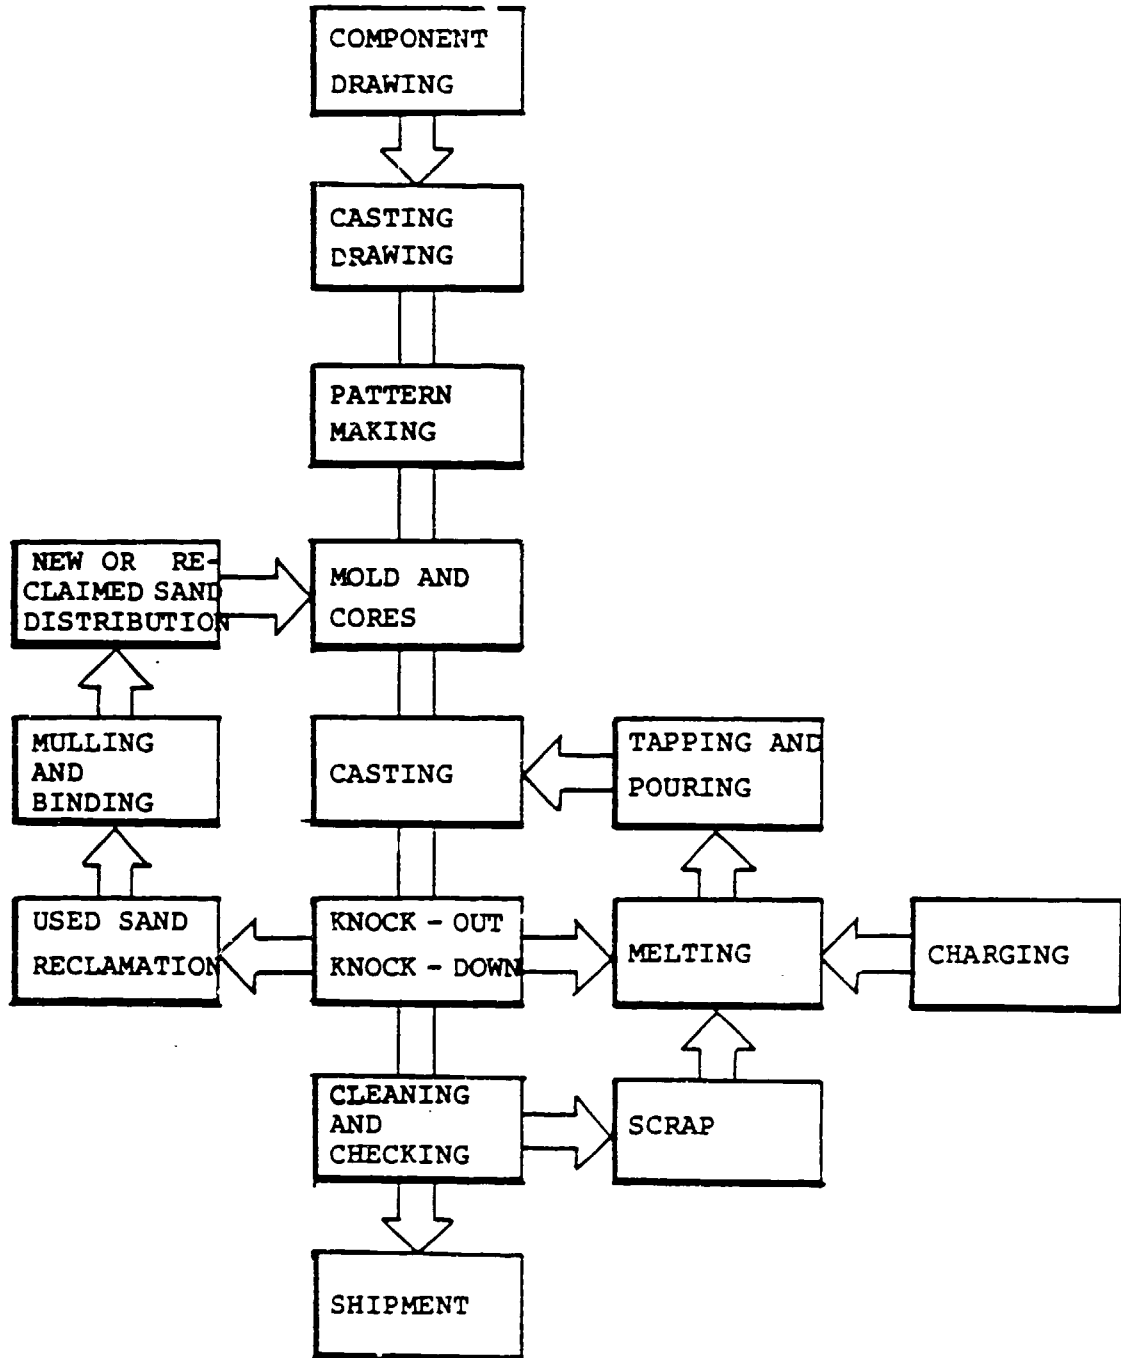 COMPONENT
DRAWING
CASTING
DRAWING
PATTERN
MAKING
NEW OR RE-
CLAIMED SAND
DISTRIBUTION
MOLD AND
CORES
MULLING
AND
BINDING
CASTING
TAPPING AND
POURING
USED SAND
RECLAMATION
KNOCK - OUT
KNOCK - DOWN
MELTING
CHARGING
CLEANING
AND
CHECKING
SCRAP
SHIPMENT